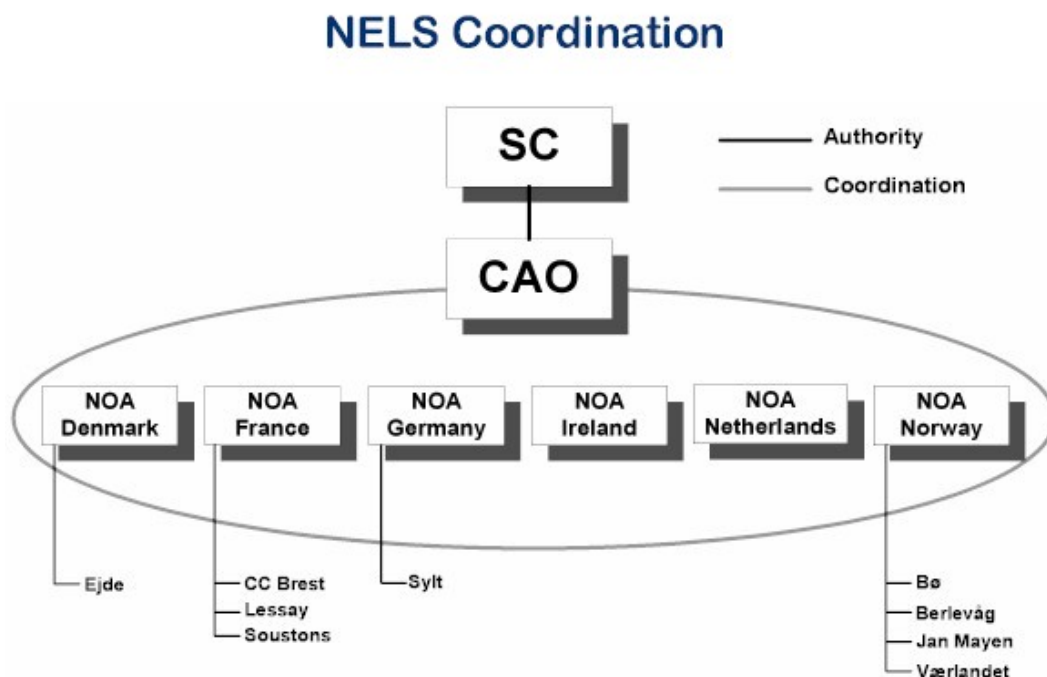 NELS Coordination
SC
Authority
Coordination
CAO
NOA
Denmark
NOA
France
NOA
Germany
NOA
Ireland
NOA
Netherlands
NOA
Norway
Ejde
CC Brest
Lessay
Soustons
Sylt
Bø
Berlevåg
Jan Mayen
Værlandet